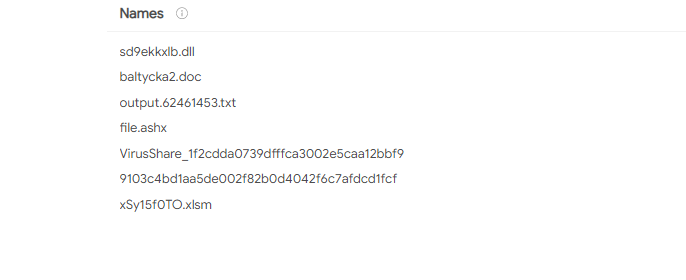 Names
sd9ekkxlb.dll
baltycka2.doc
output.62461453.txt
file.ashx
VirusShare_1f2cdda0739dfffca3002e5caa12bbf9
9103c4bd1aa5de002f82b0d4042f6c7afdcd1fcf
xSy15f0TO.xlsm